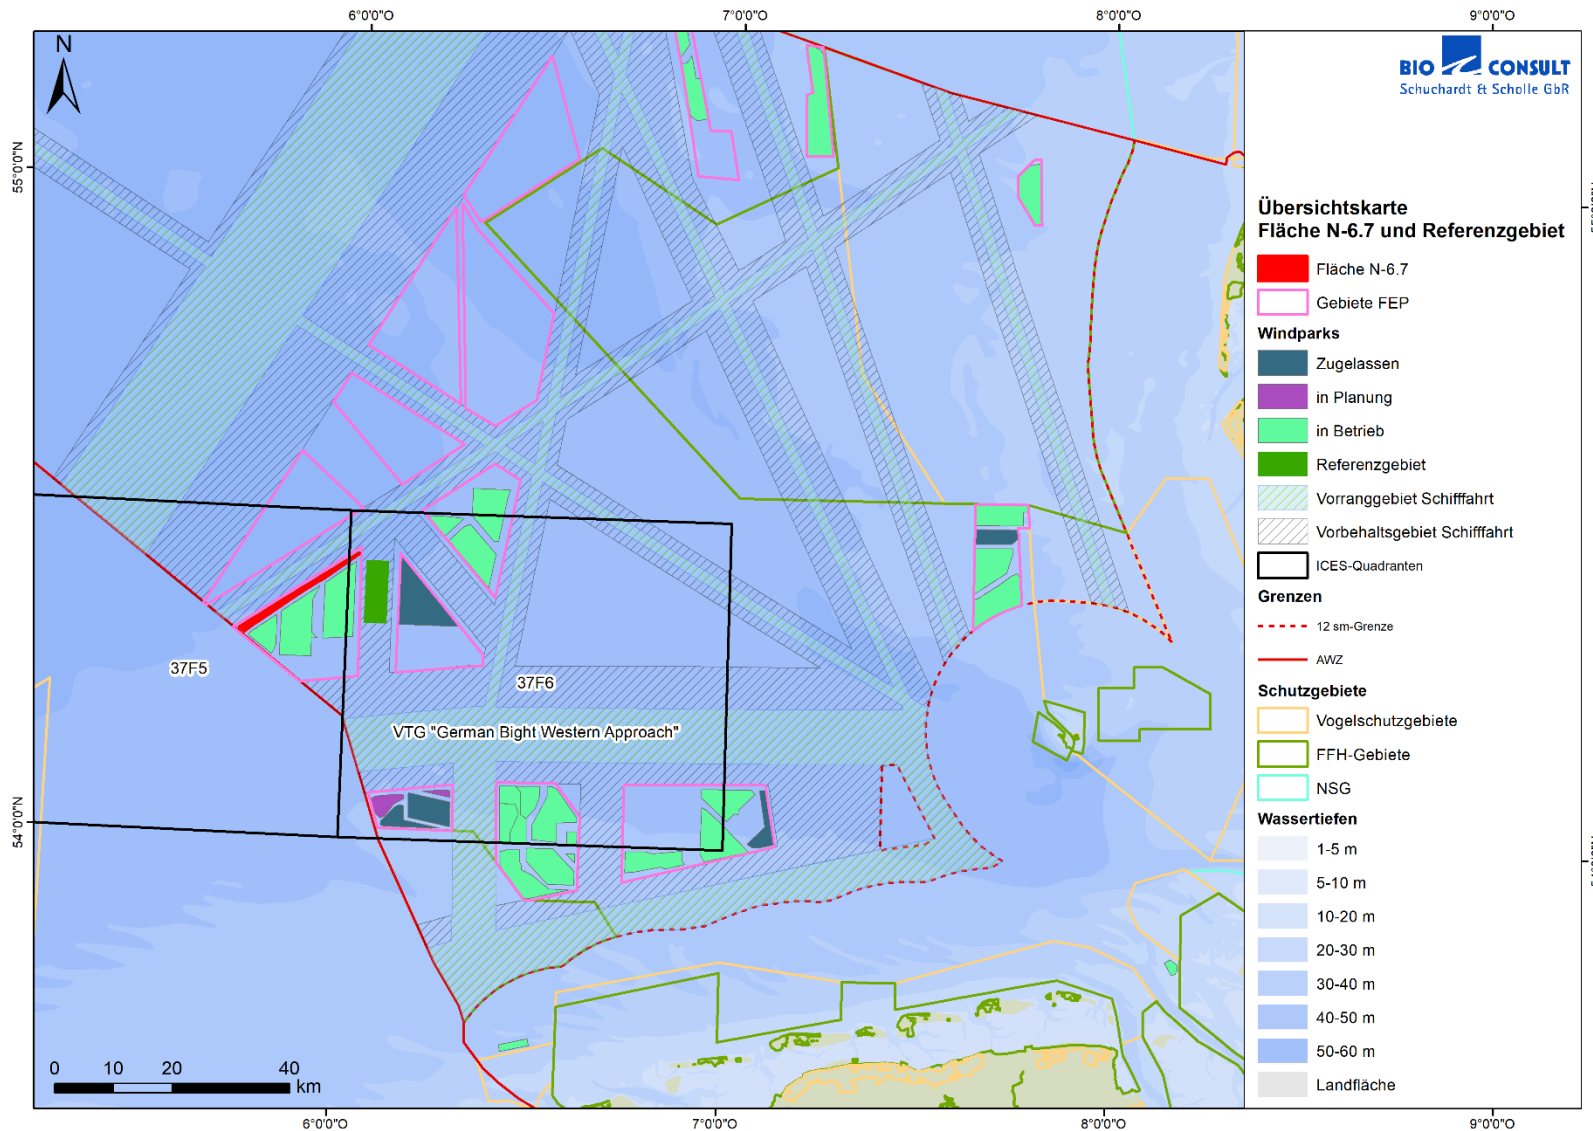 6°0'0"O 7°0'0"O 8°0'0"O 9°0'0"O
N
BIO CONSULT
Schuchardt & Scholle GbR
55°0'0"N
Übersichtskarte
Fläche N-6.7 und Referenzgebiet
Fläche N-6.7
Gebiete FEP
Windparks
Zugelassen
in Planung
in Betrieb
Referenzgebiet
Vorranggebiet Schifffahrt
Vorbehaltsgebiet Schifffahrt
ICES-Quadranten
Grenzen
12 sm-Grenze
AWZ
Schutzgebiete
Vogelschutzgebiete
FFH-Gebiete
NSG
Wassertiefen
1-5 m
5-10 m
10-20 m
20-30 m
30-40 m
40-50 m
50-60 m
Landfläche
37F5
37F6
VTG "German Bight Western Approach"
54°0'0"N
0 10 20 40
km
6°0'0"O 7°0'0"O 8°0'0"O 9°0'0"O